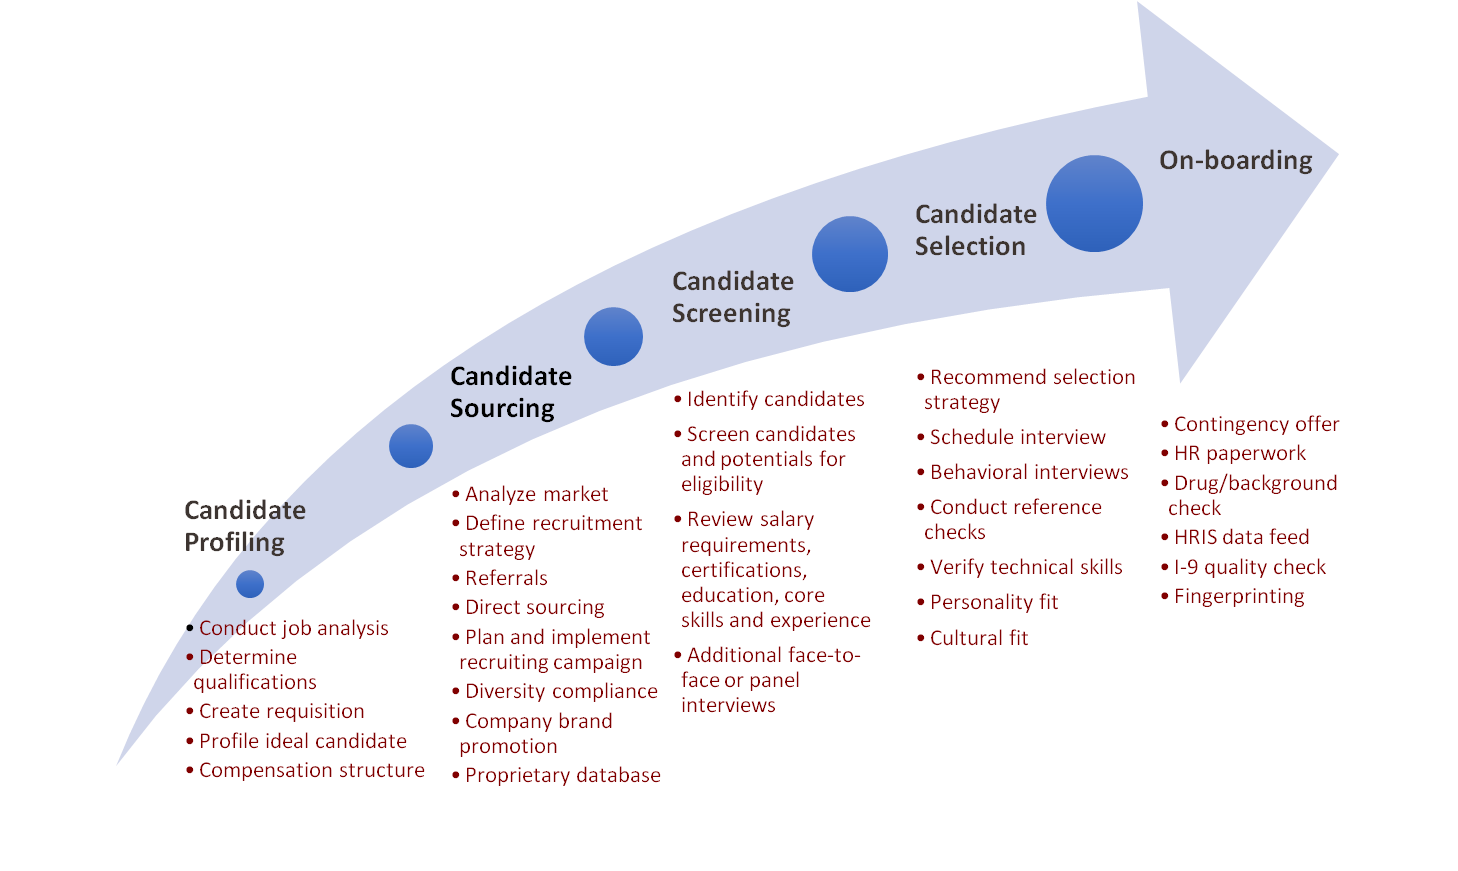 Candidate
Profiling
• Conduct job analysis
• Determine
qualifications
• Create requisition
• Profile ideal candidate
• Compensation structure
Candidate
Sourcing
• Analyze market
• Define recruitment
strategy
• Referrals
• Direct sourcing
• Plan and implement
recruiting campaign
• Diversity compliance
• Company brand
promotion
• Proprietary database
Candidate
Screening
• Identify candidates
• Screen candidates
and potentials for
eligibility
• Review salary
requirements,
certifications,
education, core
skills and experience
• Additional face-to-
face or panel
interviews
Candidate
Selection
• Recommend selection
strategy
• Schedule interview
• Behavioral interviews
• Conduct reference
checks
• Verify technical skills
• Personality fit
• Cultural fit
On-boarding
• Contingency offer
• HR paperwork
• Drug/background
check
• HRIS data feed
• I-9 quality check
• Fingerprinting